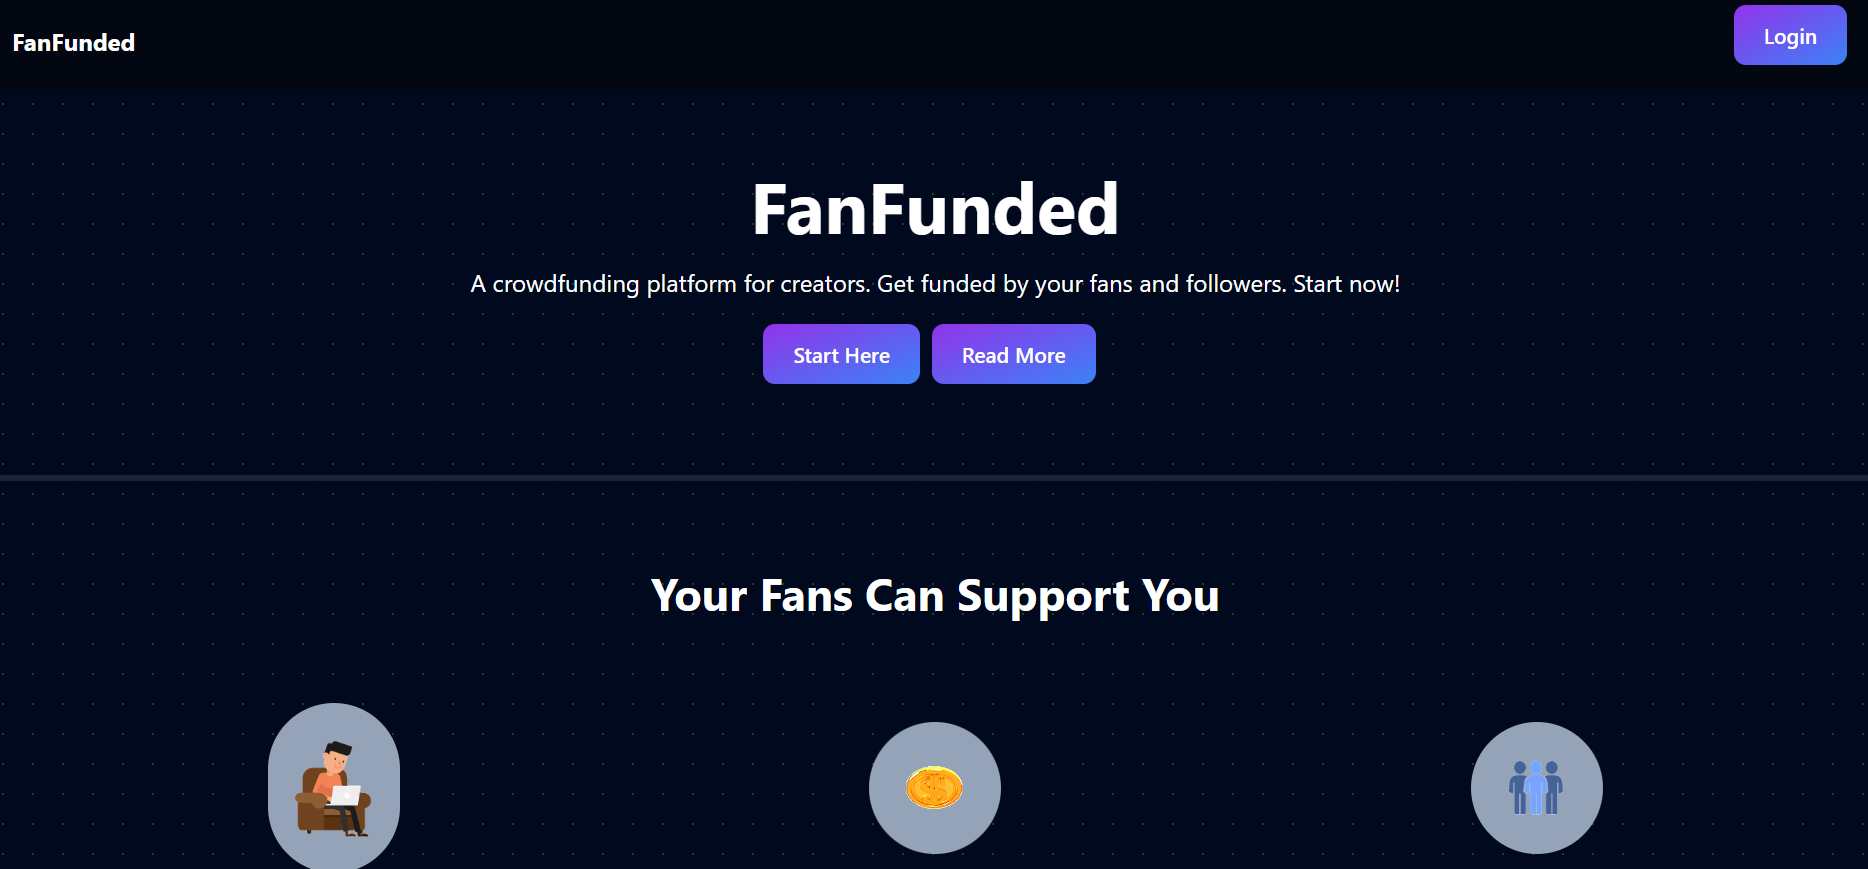 FanFunded
Login
FanFunded
A crowdfunding platform for creators. Get funded by your fans and followers. Start now!
Start Here
Read More
Your Fans Can Support You